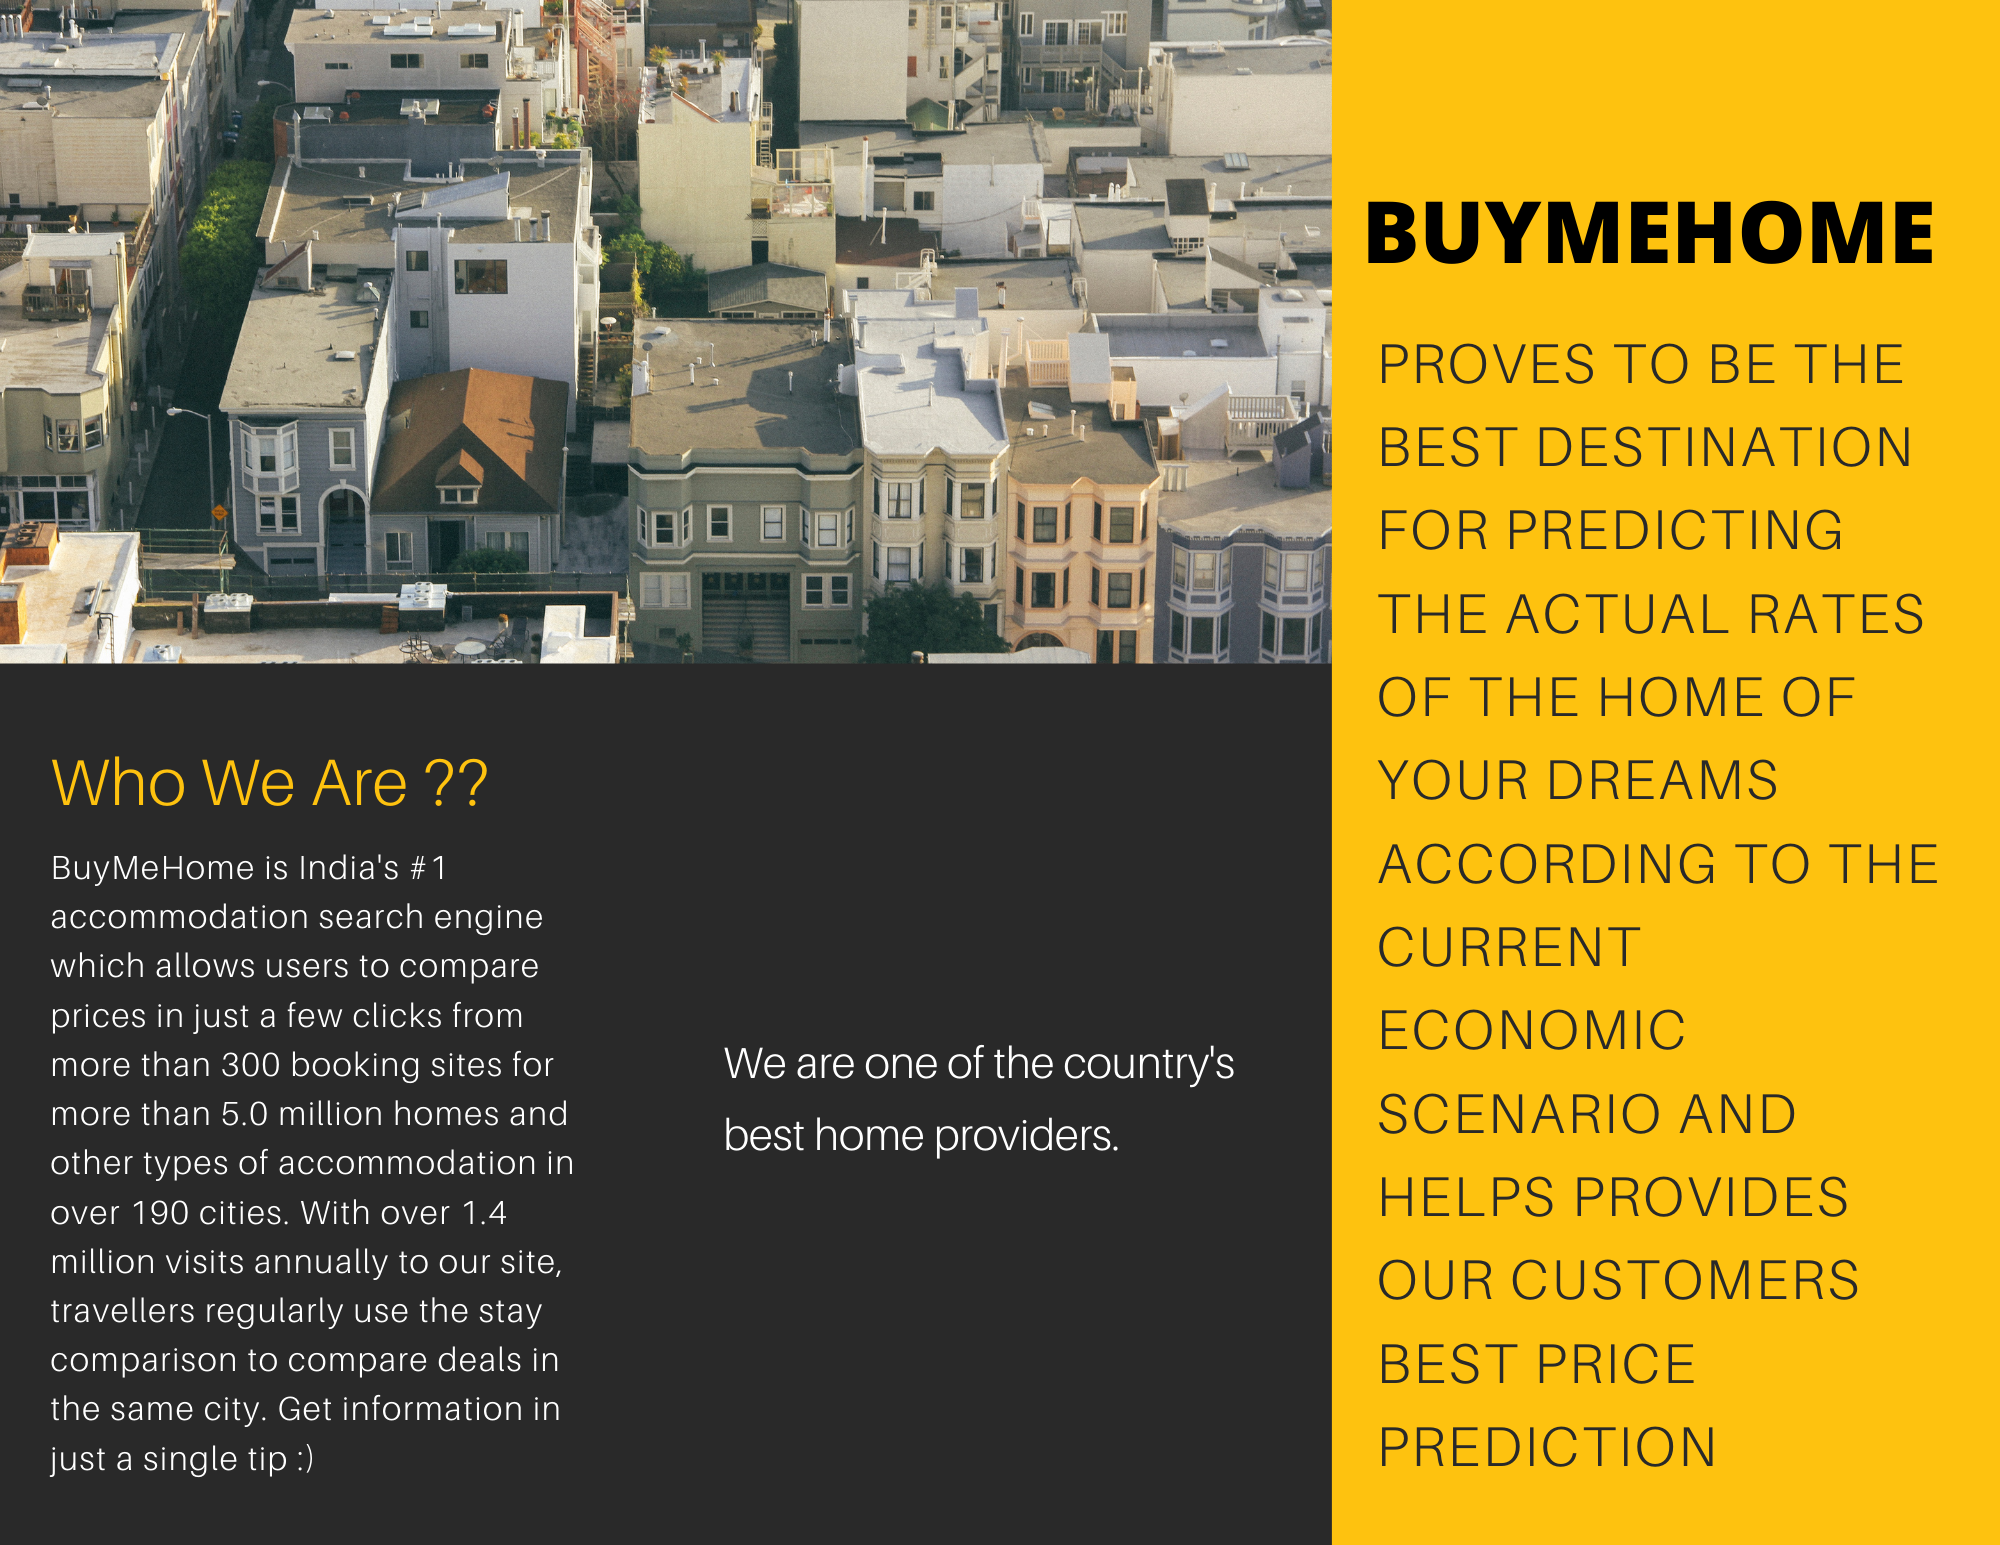 Who We Are ??
BuyMeHome is India's #1
accommodation search engine
which allows users to compare
prices in just a few clicks from
more than 300 booking sites for
more than 5.0 million homes and
other types of accommodation in
over 190 cities. With over 1.4
million visits annually to our site,
travellers regularly use the stay
comparison to compare deals in
the same city. Get information in
just a single tip :)
We are one of the country's
best home providers.
BUYMEHOME
PROVES TO BE THE
BEST DESTINATION
FOR PREDICTING
THE ACTUAL RATES
OF THE HOME OF
YOUR DREAMS
ACCORDING TO THE
CURRENT
ECONOMIC
SCENARIO AND
HELPS PROVIDES
OUR CUSTOMERS
BEST PRICE
PREDICTION